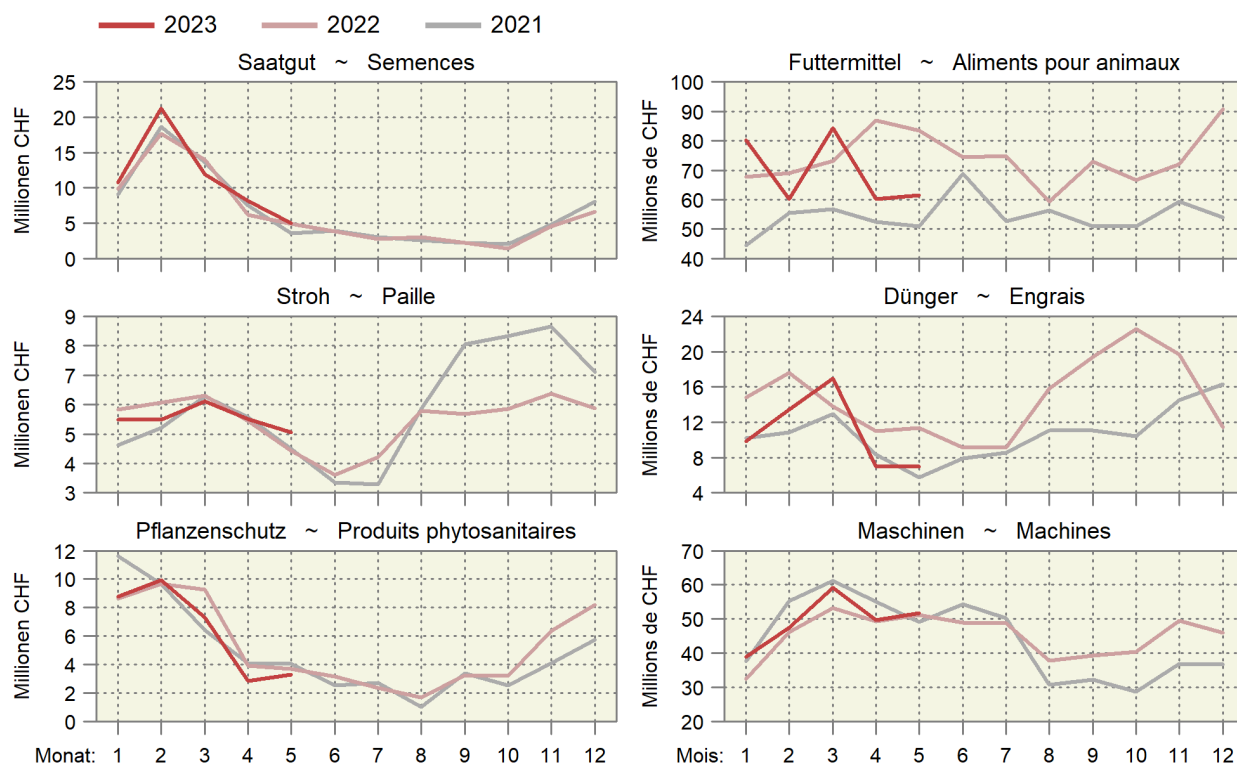 2023 2022 2021
Saatgut ~ Semences
Millionen CHF
25
20
15
10
5
0
Futtermittel ~ Aliments pour animaux
Millions de CHF
100
90
80
70
60
50
40
Stroh ~ Paille
Millionen CHF
9
8
7
6
5
4
3
Dünger ~ Engrais
Millions de CHF
24
20
16
12
8
4
Pflanzenschutz ~ Produits phytosanitaires
Millionen CHF
12
10
8
6
4
2
0
Monat: 1 2 3 4 5 6 7 8 9 10 11 12
Maschinen ~ Machines
Millions de CHF
70
60
50
40
30
20
Mois: 1 2 3 4 5 6 7 8 9 10 11 12